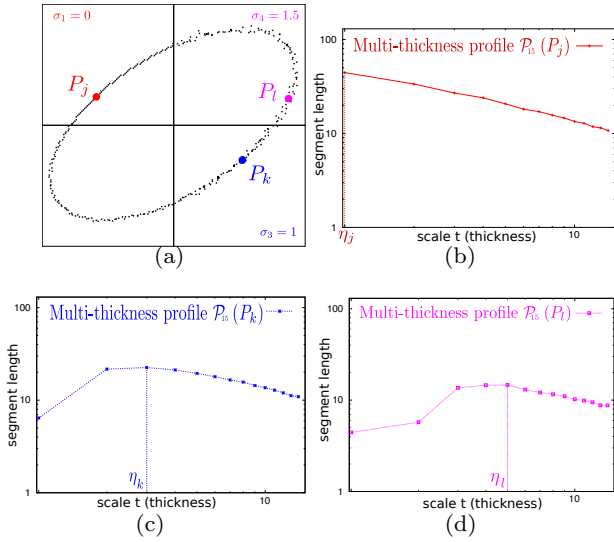 σ₁ = 0
σ₄ = 1.5
Pⱼ
Pₗ
Pₖ
σ₃ = 1
(a)
Multi-thickness profile 𝒫₁₅ (Pⱼ)
100
10
1
segment length
ηⱼ
10
scale t (thickness)
(b)
Multi-thickness profile 𝒫₁₅ (Pₖ)
100
10
1
segment length
ηₖ
10
scale t (thickness)
(c)
Multi-thickness profile 𝒫₁₅ (Pₗ)
100
10
1
segment length
ηₗ
10
scale t (thickness)
(d)